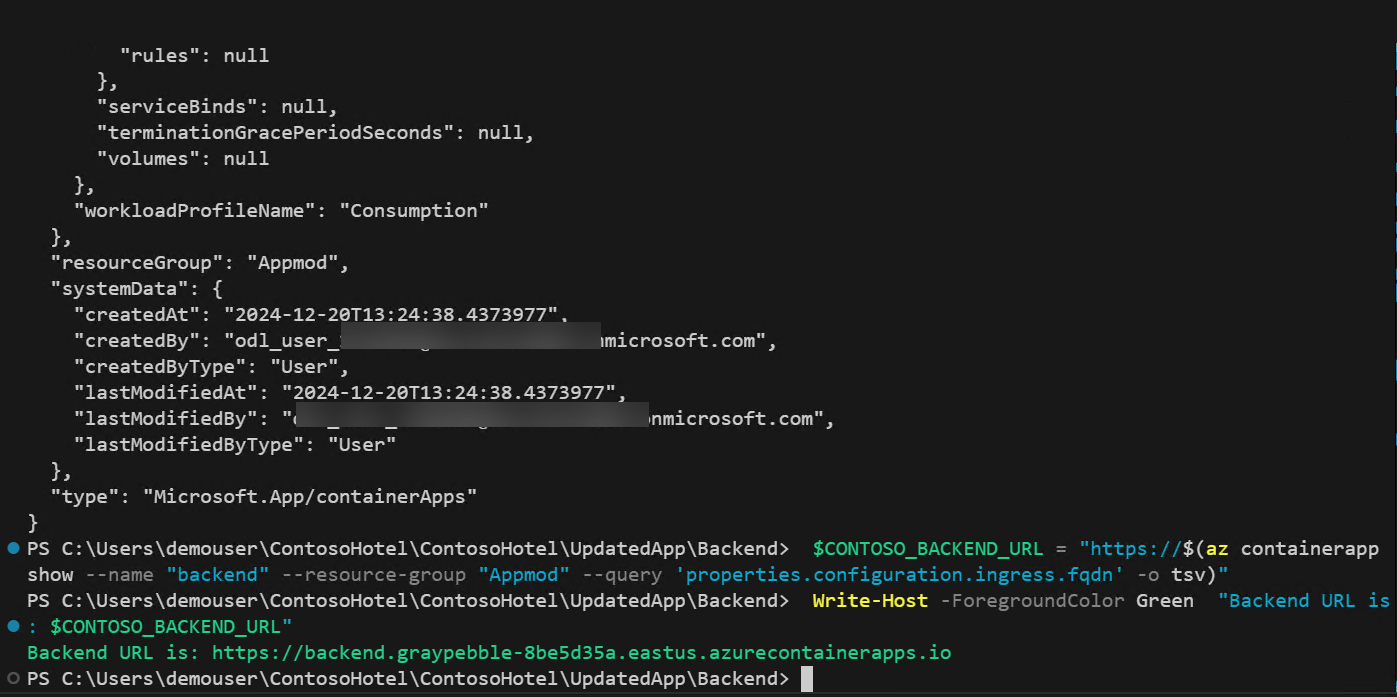 "rules": null
},
"serviceBinds": null,
"terminationGracePeriodSeconds": null,
"volumes": null
},
"workloadProfileName": "Consumption"
},
"resourceGroup": "Appmod",
"systemData": {
"createdAt": "2024-12-20T13:24:38.4373977",
"createdBy": "odl_user_ microsoft.com",
"createdByType": "User",
"lastModifiedAt": "2024-12-20T13:24:38.4373977",
"lastModifiedBy": " onmicrosoft.com",
"lastModifiedByType": "User"
},
"type": "Microsoft.App/containerApps"
}
PS C:\Users\demouser\ContosoHotel\ContosoHotel\UpdatedApp\Backend> $CONTOSO_BACKEND_URL = "https://$(az containerapp
show --name "backend" --resource-group "Appmod" --query 'properties.configuration.ingress.fqdn' -o tsv)"
PS C:\Users\demouser\ContosoHotel\ContosoHotel\UpdatedApp\Backend> Write-Host -ForegroundColor Green "Backend URL is
: $CONTOSO_BACKEND_URL"
Backend URL is: https://backend.graypebble-8be5d35a.eastus.azurecontainerapps.io
PS C:\Users\demouser\ContosoHotel\ContosoHotel\UpdatedApp\Backend>